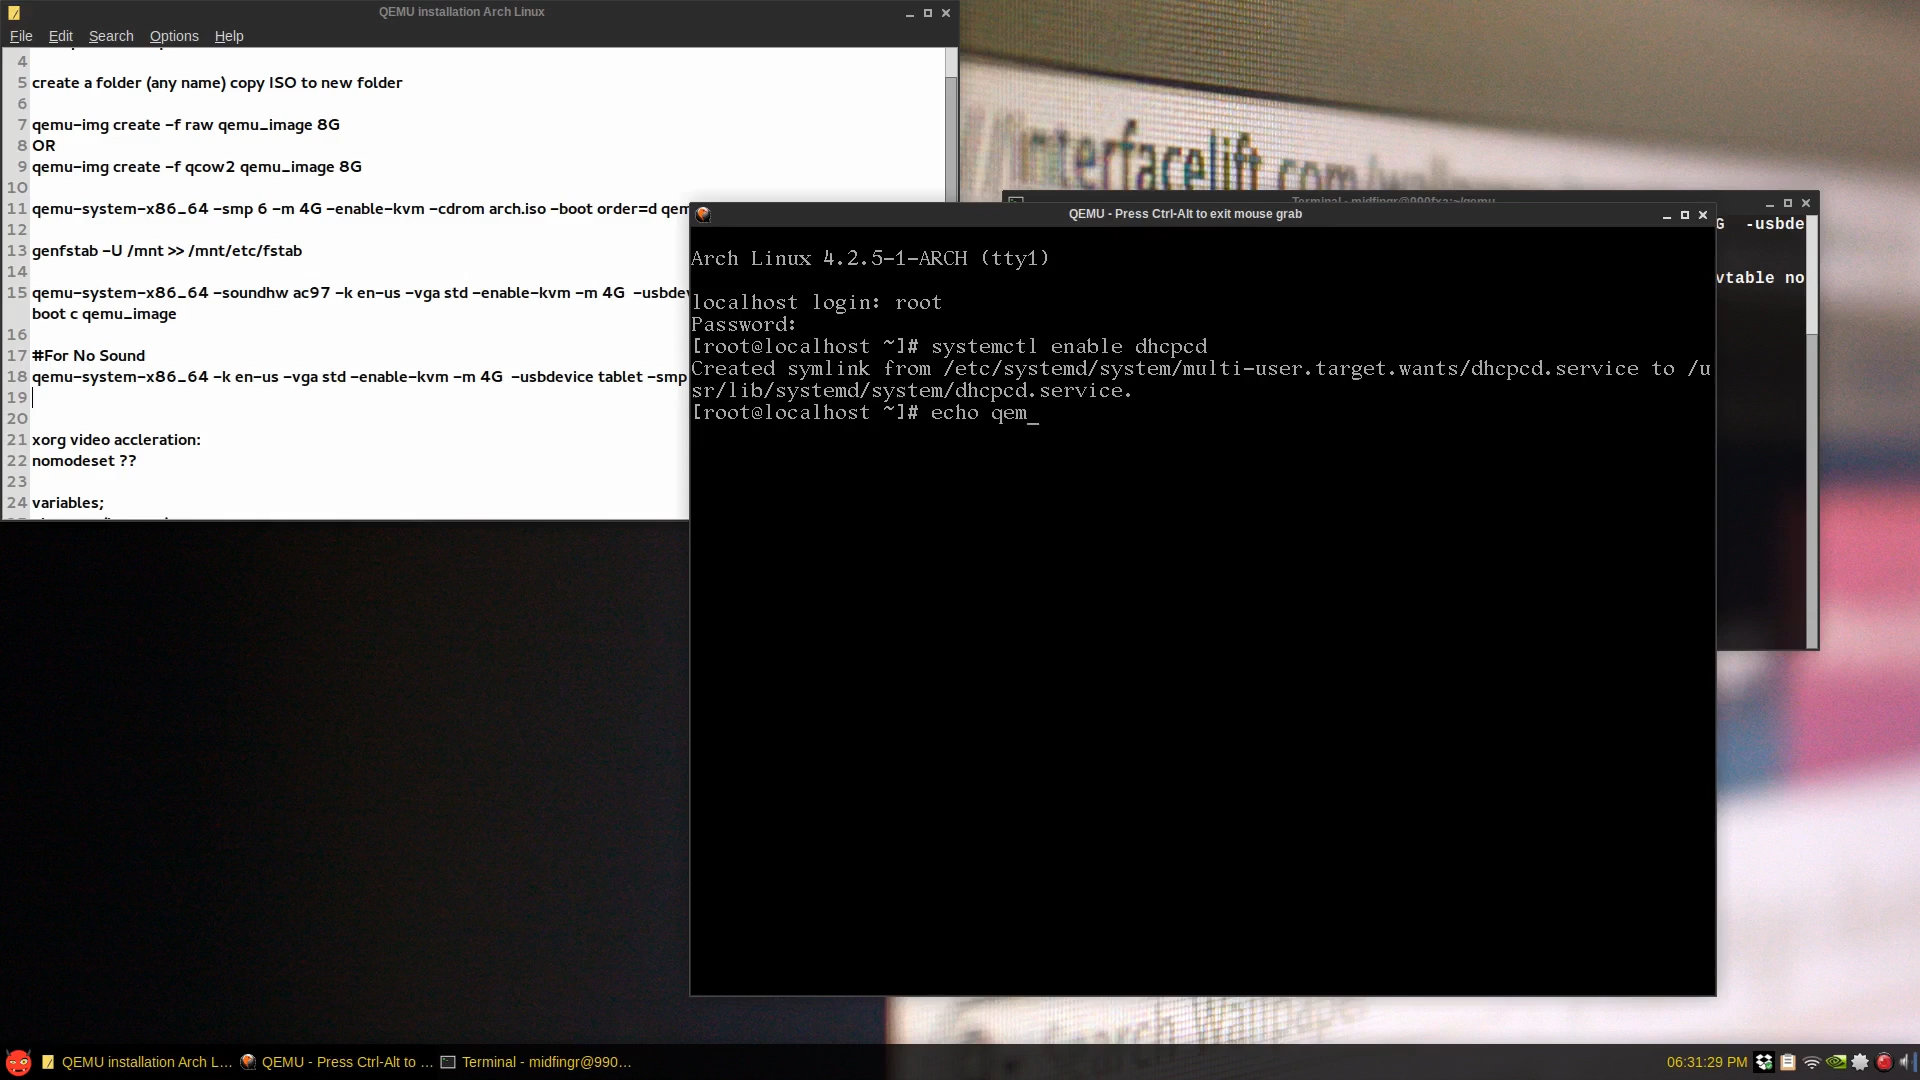 QEMU installation Arch Linux
File Edit Search Options Help
4
5 create a folder (any name) copy ISO to new folder
6
7 qemu-img create -f raw qemu_image 8G
8 OR
9 qemu-img create -f qcow2 qemu_image 8G
10
11 qemu-system-x86_64 -smp 6 -m 4G -enable-kvm -cdrom arch.iso -boot order=d qem
12
13 genfstab -U /mnt >> /mnt/etc/fstab
14
15 qemu-system-x86_64 -soundhw ac97 -k en-us -vga std -enable-kvm -m 4G -usbde
boot c qemu_image
16
17 #For No Sound
18 qemu-system-x86_64 -k en-us -vga std -enable-kvm -m 4G -usbdevice tablet -smp
19
20
21 xorg video accleration:
22 nomodeset ??
23
24 variables;
interfacelift.com
Terminal - midfingr@990fxa:~/qemu
G -usbde
vtable no
QEMU - Press Ctrl-Alt to exit mouse grab
Arch Linux 4.2.5-1-ARCH (tty1)
localhost login: root
Password:
[root@localhost ~]# systemctl enable dhcpcd
Created symlink from /etc/systemd/system/multi-user.target.wants/dhcpcd.service to /u
sr/lib/systemd/system/dhcpcd.service.
[root@localhost ~]# echo qem_
QEMU installation Arch L... QEMU - Press Ctrl-Alt to ... Terminal - midfingr@990... 06:31:29 PM